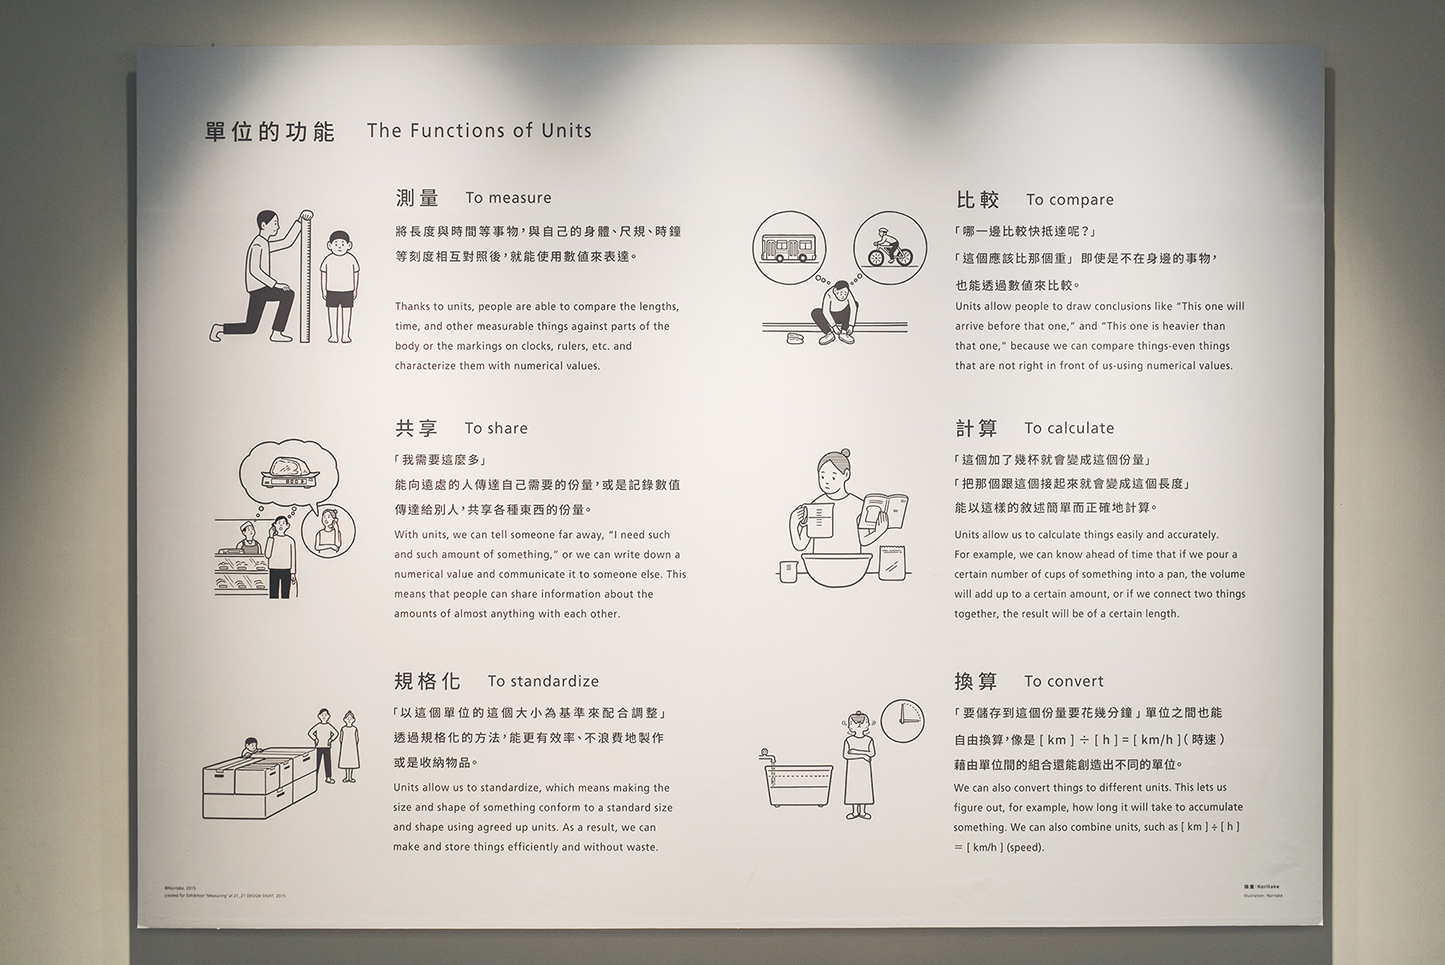 單位的功能 The Functions of Units
測量 To measure
將長度與時間等事物，與自己的身體、尺規、時鐘
等刻度相互對照後，就能使用數值來表達。
Thanks to units, people are able to compare the lengths,
time, and other measurable things against parts of the
body or the markings on clocks, rulers, etc. and
characterize them with numerical values.
共享 To share
「我需要這麼多」
能向遠處的人傳達自己需要的份量，或是記錄數值
傳達給別人，共享各種東西的份量。
With units, we can tell someone far away, “I need such
and such amount of something,” or we can write down a
numerical value and communicate it to someone else. This
means that people can share information about the
amounts of almost anything with each other.
規格化 To standardize
「以這個單位的這個大小為基準來配合調整」
透過規格化的方法，能更有效率、不浪費地製作
或是收納物品。
Units allow us to standardize, which means making the
size and shape of something conform to a standard size
and shape using agreed up units. As a result, we can
make and store things efficiently and without waste.
比較 To compare
「哪一邊比較快抵達呢？」
「這個應該比那個重」即使是不在身邊的事物，
也能透過數值來比較。
Units allow people to draw conclusions like “This one will
arrive before that one,” and “This one is heavier than
that one,” because we can compare things-even things
that are not right in front of us-using numerical values.
計算 To calculate
「這個加了幾杯就會變成這個份量」
「把那個跟這個接起來就會變成這個長度」
能以這樣的敘述簡單而正確地計算。
Units allow us to calculate things easily and accurately.
For example, we can know ahead of time that if we pour a
certain number of cups of something into a pan, the volume
will add up to a certain amount, or if we connect two things
together, the result will be of a certain length.
換算 To convert
「要儲存到這個份量要花幾分鐘」單位之間也能
自由換算，像是 [ km ] ÷ [ h ] = [ km/h ]（時速）
藉由單位間的組合還能創造出不同的單位。
We can also convert things to different units. This lets us
figure out, for example, how long it will take to accumulate
something. We can also combine units, such as [ km ] ÷ [ h ]
= [ km/h ] (speed).
©Noritake, 2015
created for Exhibition "Measuring" at 21_21 DESIGN SIGHT, 2015
插畫：Noritake
Illustration : Noritake